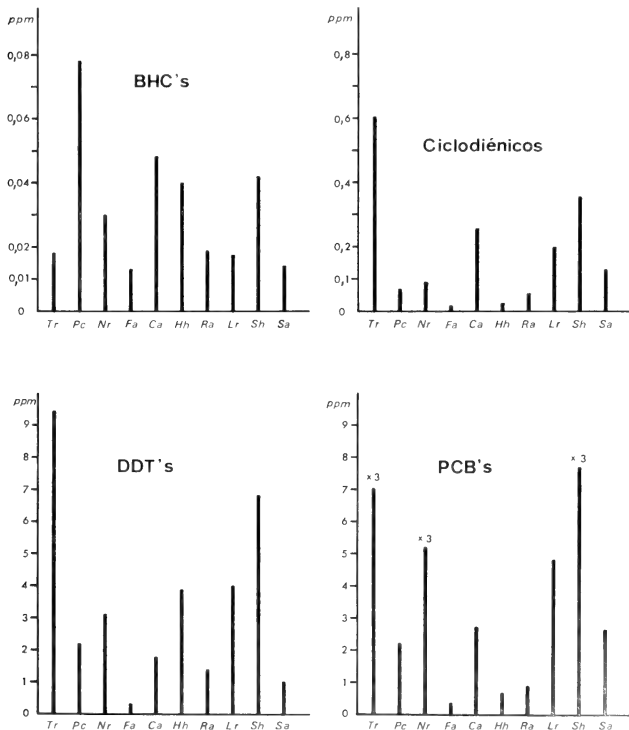 ppm
BHC's
0,08
0,06
0,04
0,02
0,01
0
Tr Pc Nr Fa Ca Hh Ra Lr Sh Sa
ppm
Ciclodiénicos
0,8
0,6
0,4
0,2
0,1
0
Tr Pc Nr Fa Ca Hh Ra Lr Sh Sa
ppm
DDT's
9
8
7
6
5
4
3
2
1
0
Tr Pc Nr Fa Ca Hh Ra Lr Sh Sa
ppm
PCB's
× 3
× 3
× 3
9
8
7
6
5
4
3
2
1
0
Tr Pc Nr Fa Ca Hh Ra Lr Sh Sa